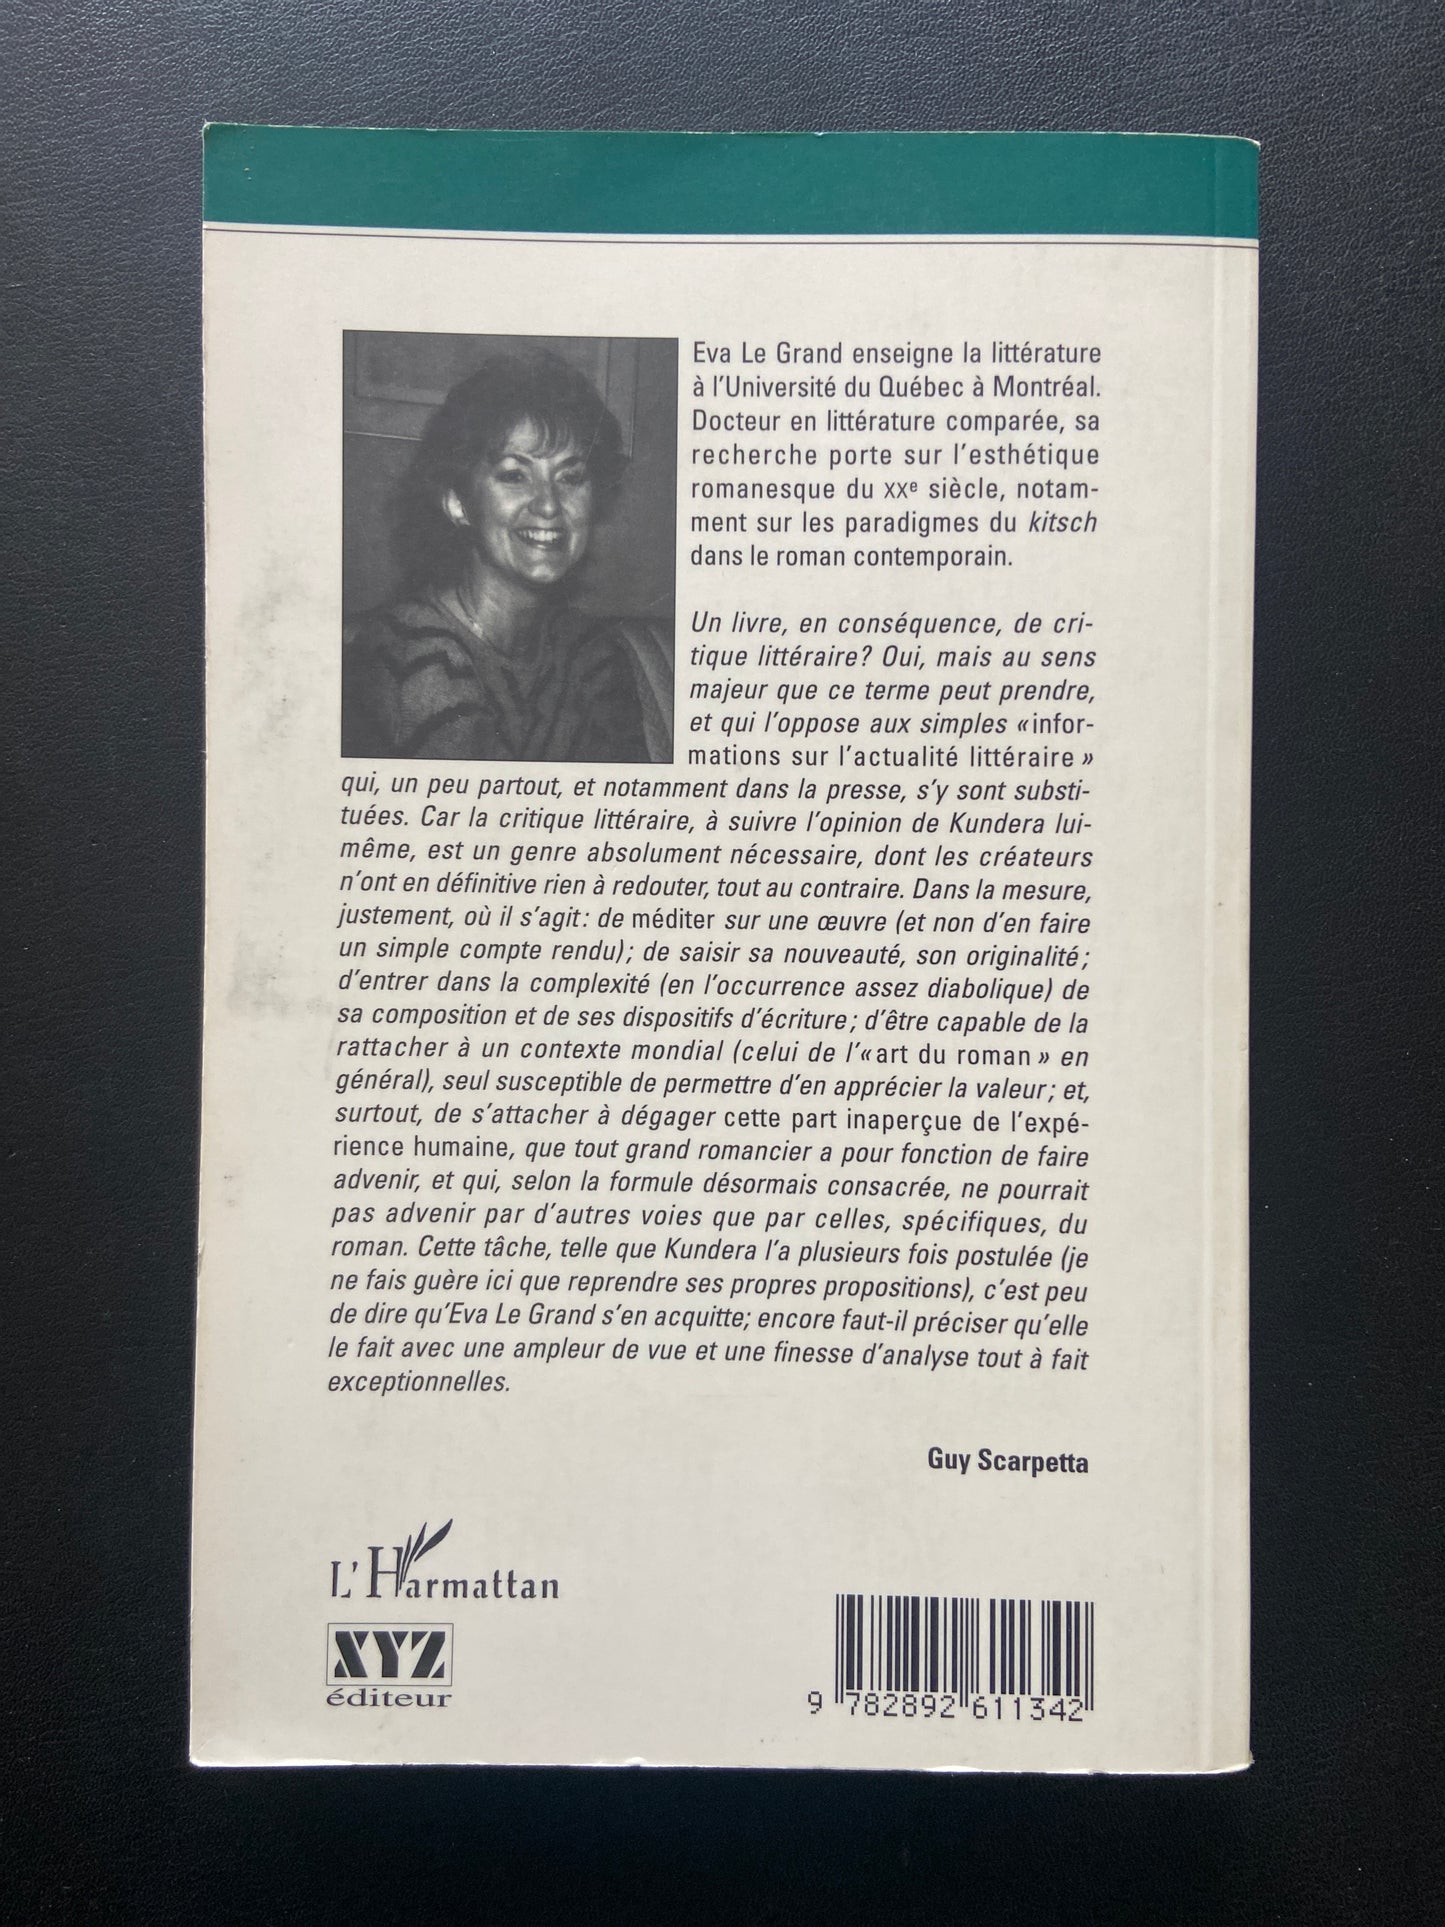 Eva Le Grand enseigne la littérature
à l'Université du Québec à Montréal.
Docteur en littérature comparée, sa
recherche porte sur l'esthétique
romanesque du XXe siècle, notam-
ment sur les paradigmes du kitsch
dans le roman contemporain.
Un livre, en conséquence, de cri-
tique littéraire? Oui, mais au sens
majeur que ce terme peut prendre,
et qui l'oppose aux simples «infor-
mations sur l'actualité littéraire»
qui, un peu partout, et notamment dans la presse, s'y sont substi-
tuées. Car la critique littéraire, à suivre l'opinion de Kundera lui-
même, est un genre absolument nécessaire, dont les créateurs
n'ont en définitive rien à redouter, tout au contraire. Dans la mesure,
justement, où il s'agit: de méditer sur une œuvre (et non d'en faire
un simple compte rendu); de saisir sa nouveauté, son originalité;
d'entrer dans la complexité (en l'occurrence assez diabolique) de
sa composition et de ses dispositifs d'écriture; d'être capable de la
rattacher à un contexte mondial (celui de l'«art du roman» en
général), seul susceptible de permettre d'en apprécier la valeur; et,
surtout, de s'attacher à dégager cette part inaperçue de l'expé-
rience humaine, que tout grand romancier a pour fonction de faire
advenir, et qui, selon la formule désormais consacrée, ne pourrait
pas advenir par d'autres voies que par celles, spécifiques, du
roman. Cette tâche, telle que Kundera l'a plusieurs fois postulée (je
ne fais guère ici que reprendre ses propres propositions), c'est peu
de dire qu'Eva Le Grand s'en acquitte; encore faut-il préciser qu'elle
le fait avec une ampleur de vue et une finesse d'analyse tout à fait
exceptionnelles.
Guy Scarpetta
L'Harmattan
XYZ
éditeur
9 782892 611342